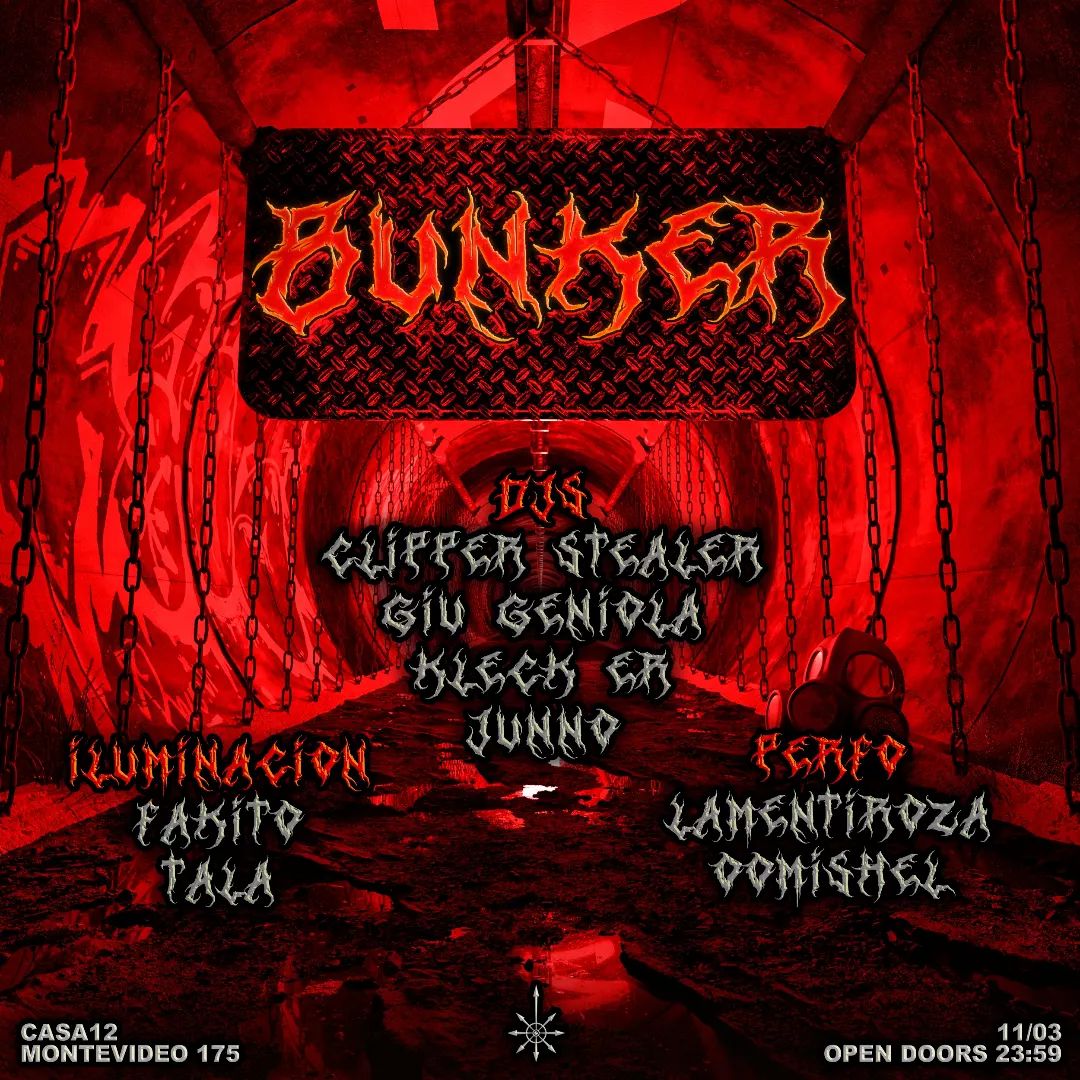 BUNKER
DJS
CLIPPER STEALER
GIU GENIOLA
KLECK ER
JUNNO
ILUMINACION
FAKITO
TALA
PERFO
LAMENTIROZA
OOMISHEL
CASA12
MONTEVIDEO 175
11/03
OPEN DOORS 23:59